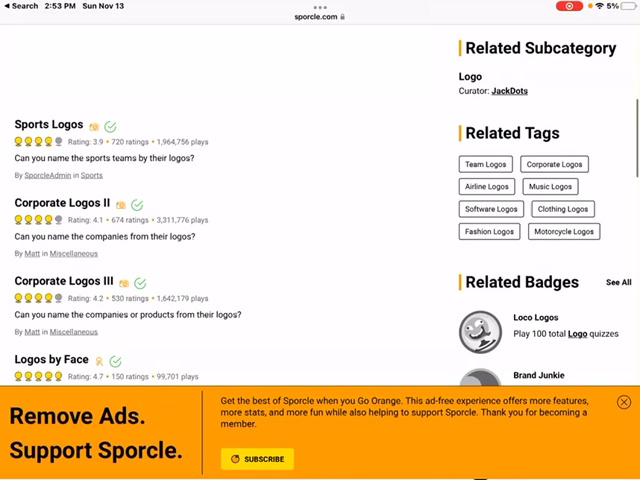 Search 2:53 PM Sun Nov 13
5%
sporcle.com
Related Subcategory
Logo
Curator: JackDots
Related Tags
Team Logos Corporate Logos
Airline Logos Music Logos
Software Logos Clothing Logos
Fashion Logos Motorcycle Logos
Related Badges See All
Loco Logos
Play 100 total Logo quizzes
Brand Junkie
Sports Logos
Rating: 3.9 • 720 ratings • 1,964,756 plays
Can you name the sports teams by their logos?
By SporcleAdmin in Sports
Corporate Logos II
Rating: 4.1 • 674 ratings • 3,311,776 plays
Can you name the companies from their logos?
By Matt in Miscellaneous
Corporate Logos III
Rating: 4.2 • 530 ratings • 1,642,179 plays
Can you name the companies or products from their logos?
By Matt in Miscellaneous
Logos by Face
Rating: 4.7 • 150 ratings • 99,701 plays
Remove Ads.
Support Sporcle.
Get the best of Sporcle when you Go Orange. This ad-free experience offers more features,
more stats, and more fun while also helping to support Sporcle. Thank you for becoming a
member.
SUBSCRIBE